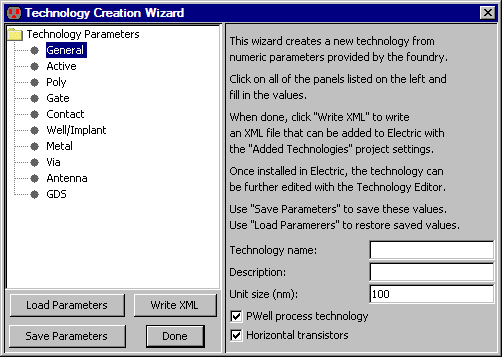 Technology Creation Wizard
Technology Parameters
General
Active
Poly
Gate
Contact
Well/Implant
Metal
Via
Antenna
GDS
Load Parameters
Write XML
Save Parameters
Done
This wizard creates a new technology from
numeric parameters provided by the foundry.
Click on all of the panels listed on the left and
fill in the values.
When done, click "Write XML" to write
an XML file that can be added to Electric with
the "Added Technologies" project settings.
Once installed in Electric, the technology can
be further edited with the Technology Editor.
Use "Save Parameters" to save these values.
Use "Load Paramerers" to restore saved values.
Technology name:
Description:
Unit size (nm): 100
PWell process technology
Horizontal transistors